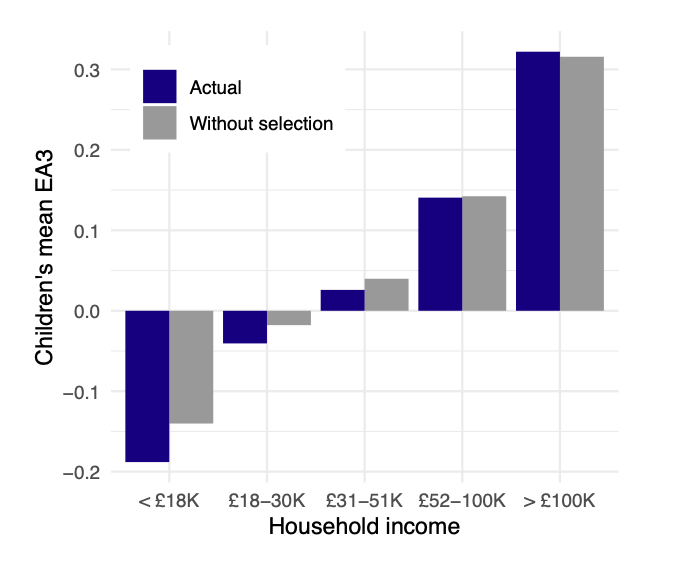 Actual
Without selection
Children's mean EA3
0.3
0.2
0.1
0.0
−0.1
−0.2
< £18K £18−30K £31−51K £52−100K > £100K
Household income